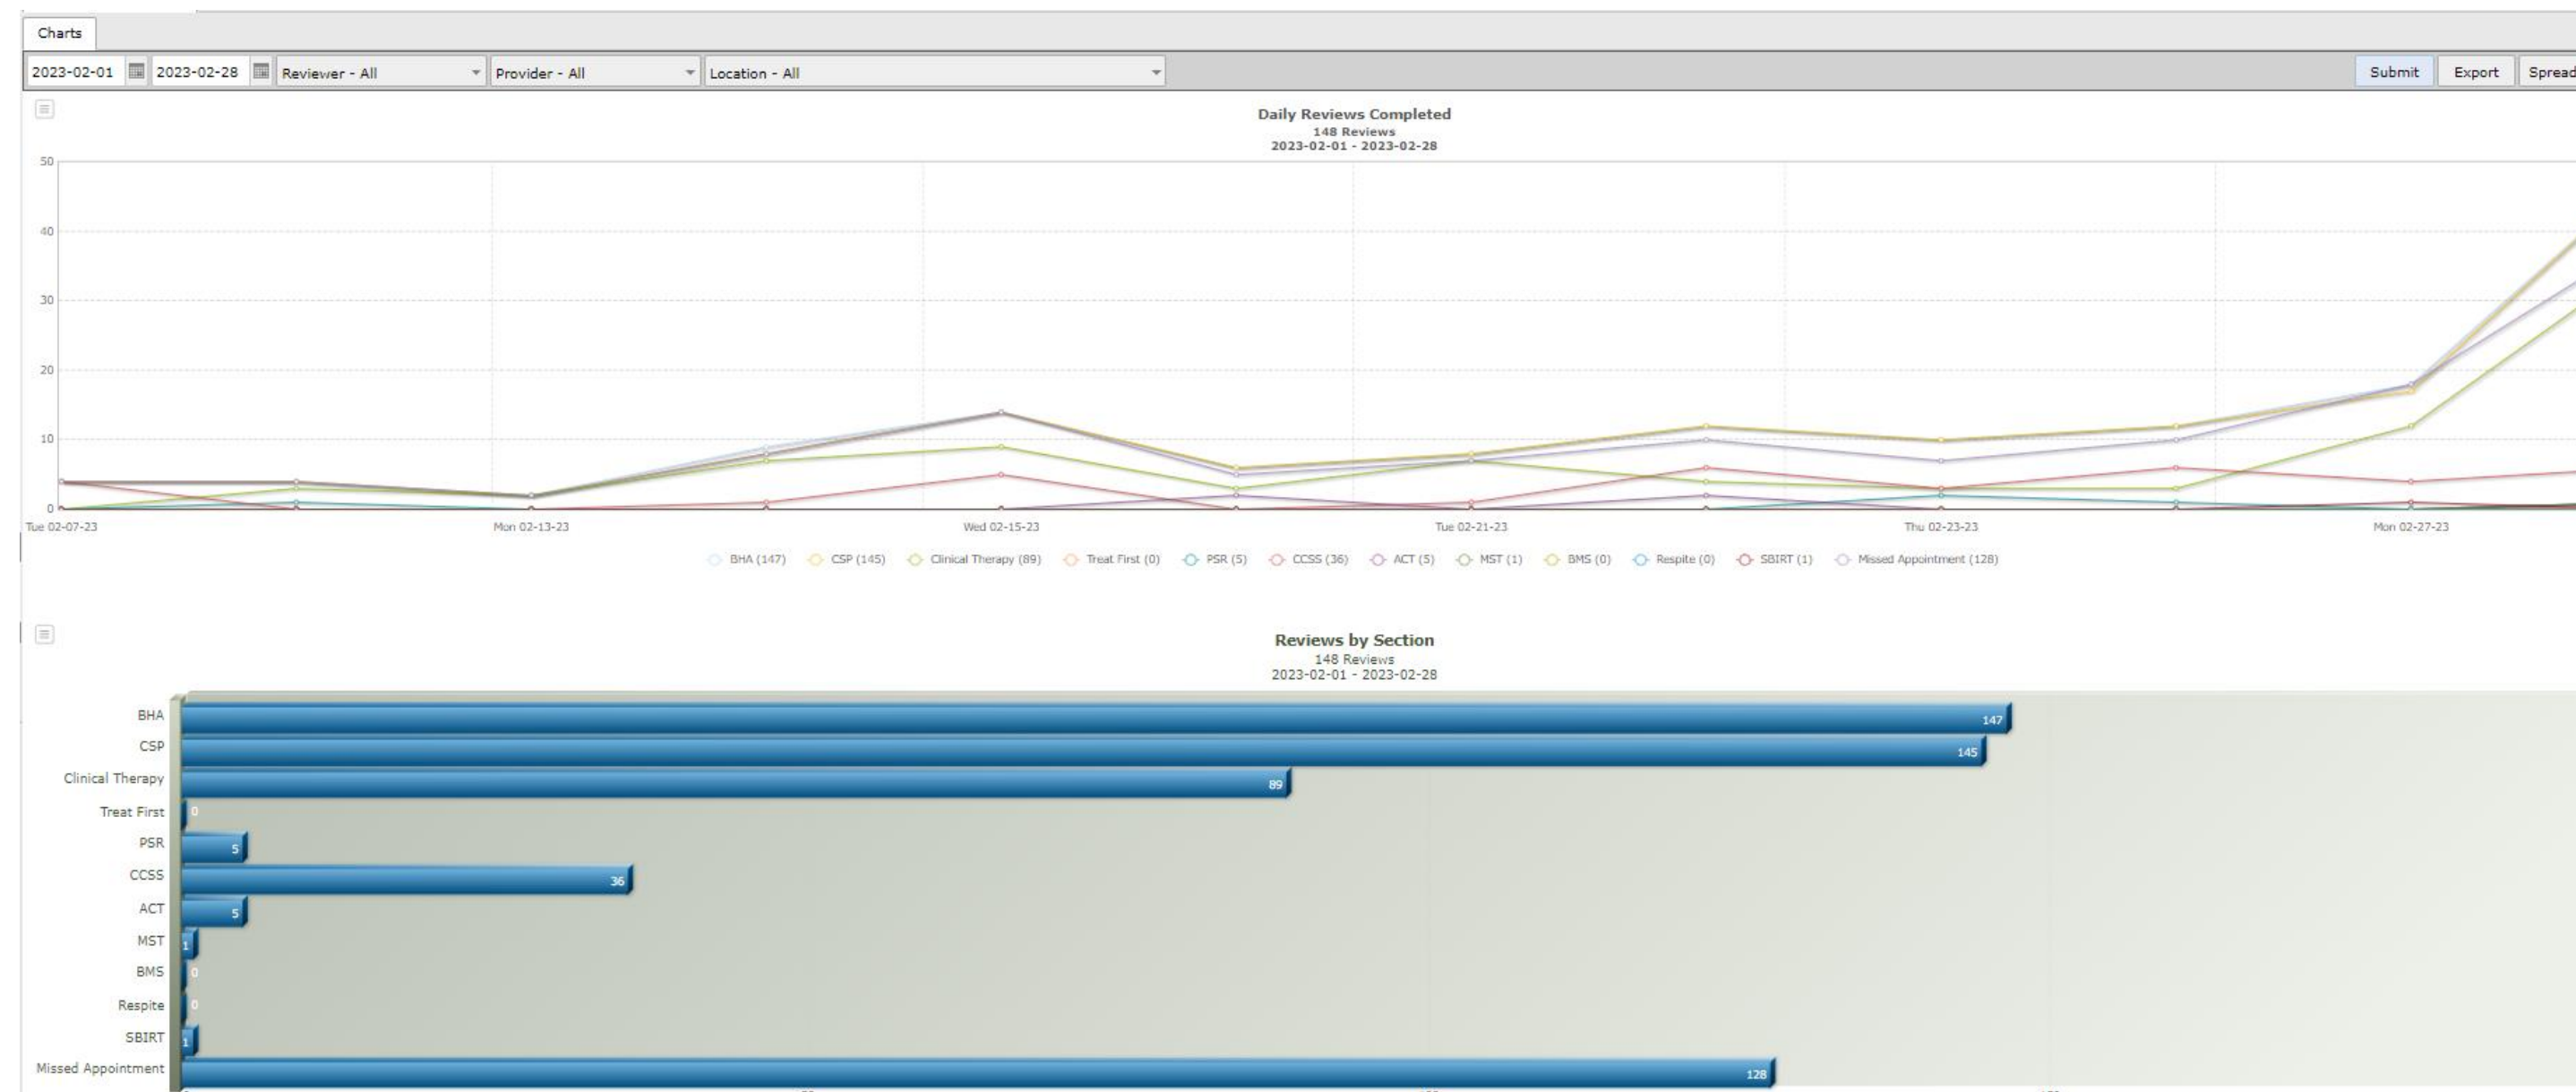 Charts
2023-02-01 2023-02-28 Reviewer - All Provider - All Location - All Submit Export Spread
Daily Reviews Completed
148 Reviews
2023-02-01 - 2023-02-28
50
40
30
20
10
0
Tue 02-07-23 Mon 02-13-23 Wed 02-15-23 Tue 02-21-23 Thu 02-23-23 Mon 02-27-23
BHA (147) CSP (145) Clinical Therapy (89) Treat First (0) PSR (5) CCSS (36) ACT (5) MST (1) BMS (0) Respite (0) SBIRT (1) Missed Appointment (128)
Reviews by Section
148 Reviews
2023-02-01 - 2023-02-28
BHA 147
CSP 145
Clinical Therapy 89
Treat First 0
PSR 5
CCSS 36
ACT 5
MST 1
BMS 0
Respite 0
SBIRT 1
Missed Appointment 128